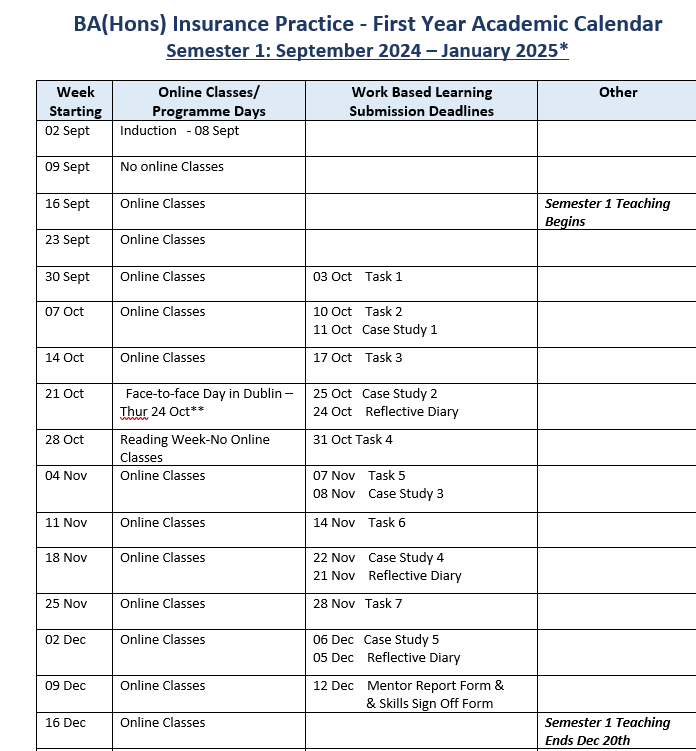 BA(Hons) Insurance Practice - First Year Academic Calendar
Semester 1: September 2024 – January 2025*
Week Starting	Online Classes/ Programme Days	Work Based Learning Submission Deadlines	Other
02 Sept	Induction - 08 Sept
09 Sept	No online Classes
16 Sept	Online Classes	Semester 1 Teaching
Begins
23 Sept	Online Classes
30 Sept	Online Classes	03 Oct Task 1
07 Oct	Online Classes	10 Oct Task 2
11 Oct Case Study 1
14 Oct	Online Classes	17 Oct Task 3
21 Oct	Face-to-face Day in Dublin –	25 Oct Case Study 2
Thur 24 Oct**	24 Oct Reflective Diary
28 Oct	Reading Week-No Online	31 Oct Task 4
Classes
04 Nov	Online Classes	07 Nov Task 5
08 Nov Case Study 3
11 Nov	Online Classes	14 Nov Task 6
18 Nov	Online Classes	22 Nov Case Study 4
21 Nov Reflective Diary
25 Nov	Online Classes	28 Nov Task 7
02 Dec	Online Classes	06 Dec Case Study 5
05 Dec Reflective Diary
09 Dec	Online Classes	12 Dec Mentor Report Form &
& Skills Sign Off Form
16 Dec	Online Classes	Semester 1 Teaching
Ends Dec 20th